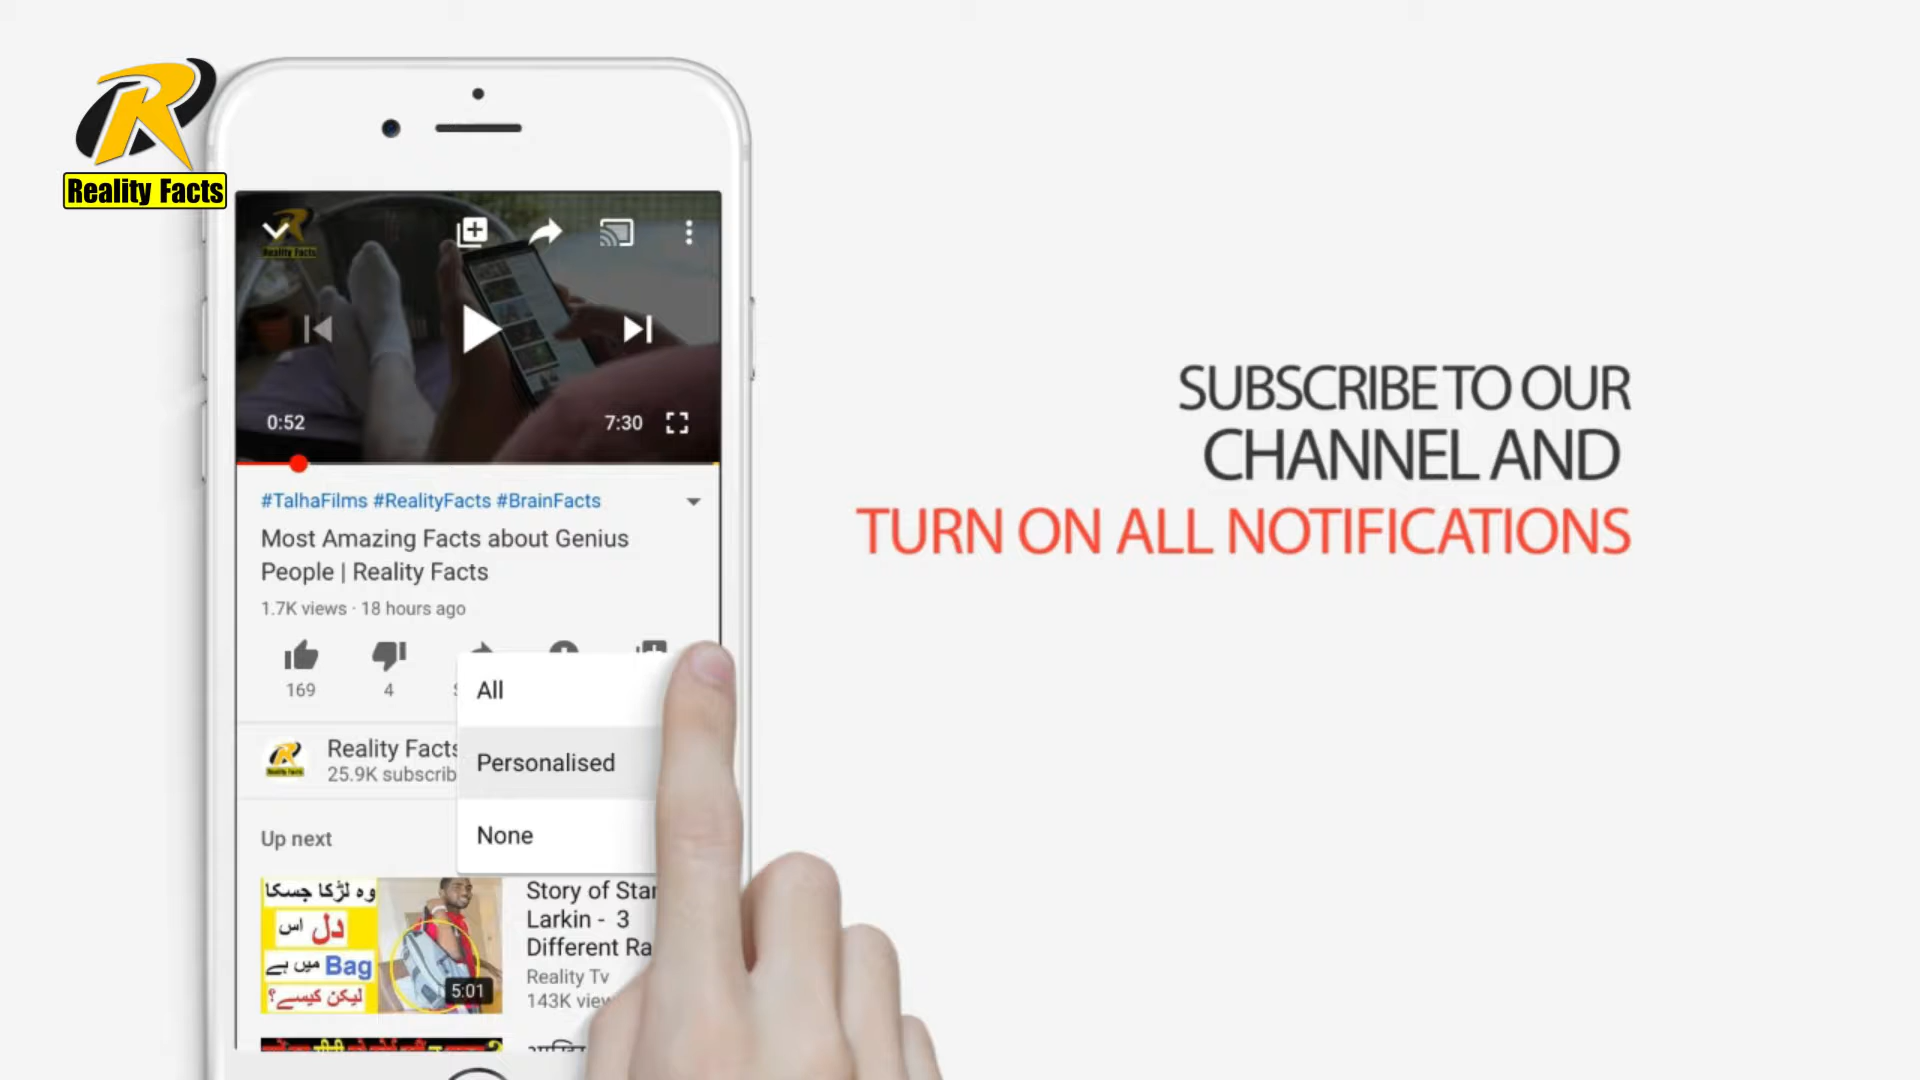 Reality Facts
SUBSCRIBE TO OUR
CHANNEL AND
TURN ON ALL NOTIFICATIONS
Reality Facts
0:52
7:30
#TalhaFilms #RealityFacts #BrainFacts
Most Amazing Facts about Genius
People | Reality Facts
1.7K views · 18 hours ago
169
4
All
Personalised
None
Reality Facts
25.9K subscrib
Up next
وہ لڑکا جسکا
دل اس
Bag میں ہے
لیکن کیسے؟
5:01
Story of Star
Larkin - 3
Different Ra
Reality Tv
143K view